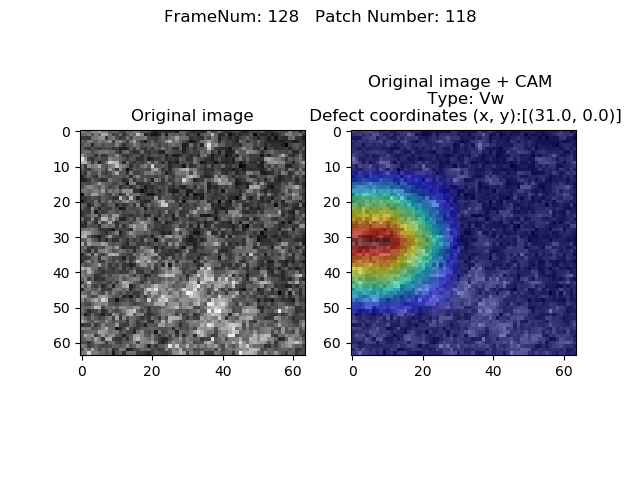 FrameNum: 128   Patch Number: 118
Original image
Original image + CAM
Type: Vw
Defect coordinates (x, y):[(31.0, 0.0)]
0
10
20
30
40
50
60
0 20 40 60
0
10
20
30
40
50
60
0 20 40 60